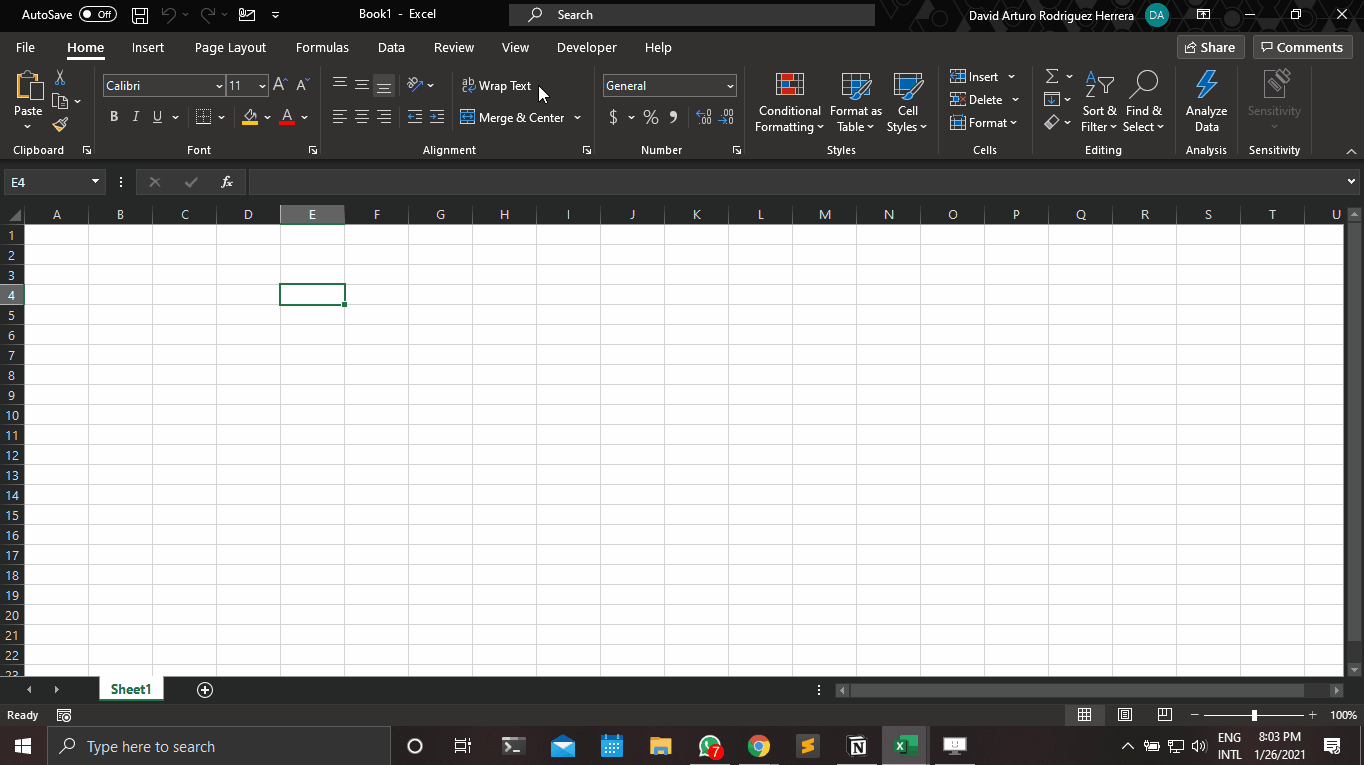 AutoSave Off Book1 - Excel Search David Arturo Rodriguez Herrera DA
File Home Insert Page Layout Formulas Data Review View Developer Help Share Comments
Calibri 11 A A ab Wrap Text General Insert
Paste Conditional Formatting Format as Table Cell Styles Delete Sort & Filter Find & Select Analyze Data Sensitivity
B I U A Merge & Center $ % Format
Clipboard Font Alignment Number Styles Cells Editing Analysis Sensitivity
E4 fx
A B C D E F G H I J K L M N O P Q R S T U
1
2
3
4
5
6
7
8
9
10
11
12
13
14
15
16
17
18
19
20
21
22
23
Sheet1
Ready 100%
Type here to search 7 ENG 8:03 PM
INTL 1/26/2021